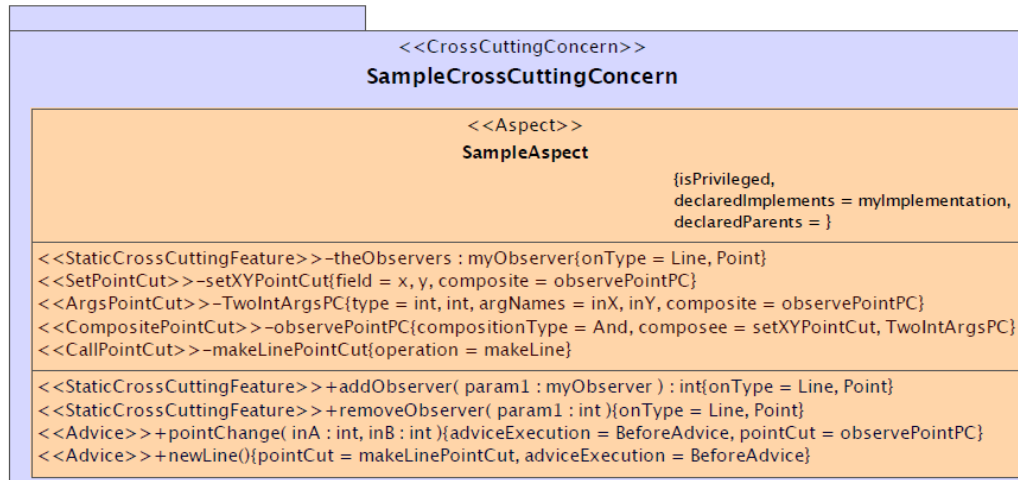 <<CrossCuttingConcern>>
SampleCrossCuttingConcern
<<Aspect>>
SampleAspect
{isPrivileged,
declaredImplements = myImplementation,
declaredParents = }
<<StaticCrossCuttingFeature>>-theObservers : myObserver{onType = Line, Point}
<<SetPointCut>>-setXYPointCut{field = x, y, composite = observePointPC}
<<ArgsPointCut>>-TwoIntArgsPC{type = int, int, argNames = inX, inY, composite = observePointPC}
<<CompositePointCut>>-observePointPC{compositionType = And, composee = setXYPointCut, TwoIntArgsPC}
<<CallPointCut>>-makeLinePointCut{operation = makeLine}
<<StaticCrossCuttingFeature>>+addObserver( param1 : myObserver ) : int{onType = Line, Point}
<<StaticCrossCuttingFeature>>+removeObserver( param1 : int ){onType = Line, Point}
<<Advice>>+pointChange( inA : int, inB : int ){adviceExecution = BeforeAdvice, pointCut = observePointPC}
<<Advice>>+newLine(){pointCut = makeLinePointCut, adviceExecution = BeforeAdvice}